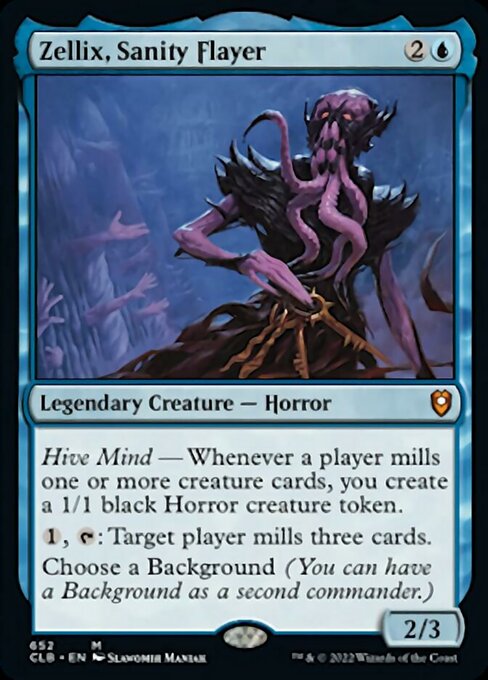 Zellix, Sanity Flayer 2
Legendary Creature — Horror
Hive Mind — Whenever a player mills
one or more creature cards, you create
a 1/1 black Horror creature token.
1, : Target player mills three cards.
Choose a Background (You can have
a Background as a second commander.)
2/3
652 M
CLB • EN Slawomir Maniak
™ & © 2022 Wizards of the Coast